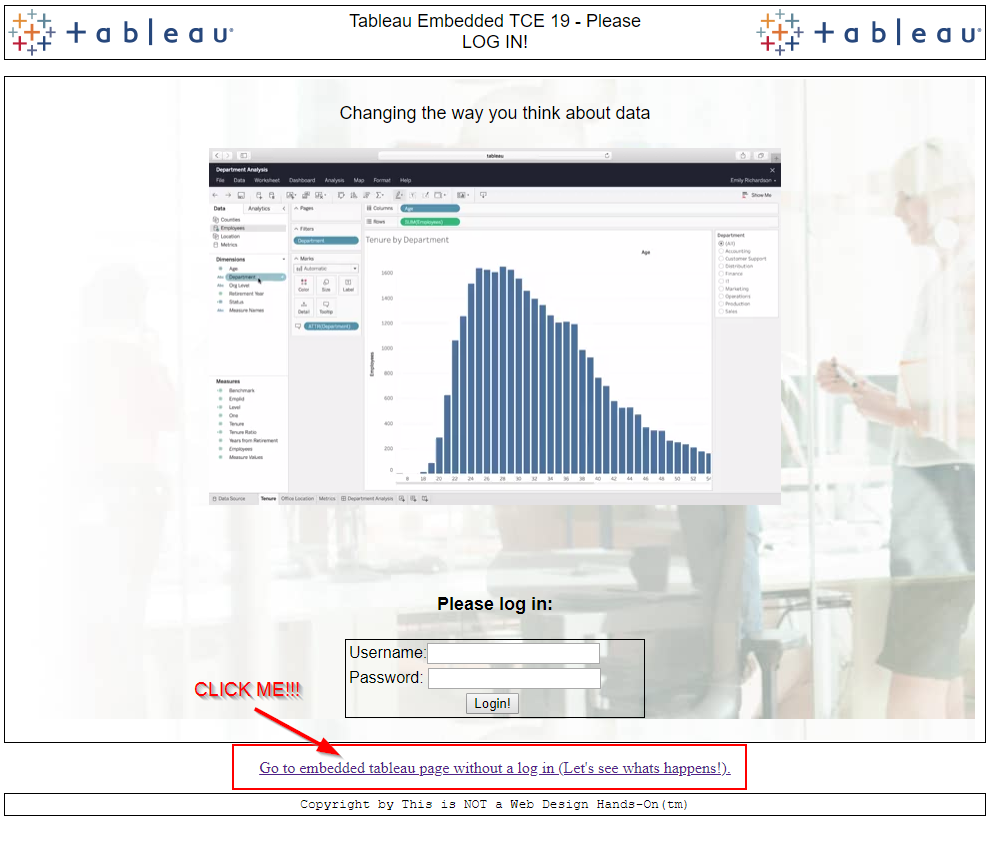 + a b | e a u
Tableau Embedded TCE 19 - Please
LOG IN!
+ a b | e a u
Changing the way you think about data
tableau
Department Analysis
File Data Worksheet Dashboard Analysis Map Format Help
Emily Richardson
Show Me
Data Analytics
Counties
Employees
Location
Metrics
Dimensions
Age
Department
Org Level
Retirement Year
Status
Measure Names
Measures
Benchmark
EmpId
Level
One
Tenure
Tenure Ratio
Years from Retirement
Employees
Measure Values
Pages
Filters
Department
Marks
Automatic
Color Size Label
Detail Tooltip
ATTR(Department)
Columns Age
Rows SUM(Employees)
Tenure by Department
Age
1600
1400
1200
1000
800
600
400
200
0
Employees
8 18 20 22 24 26 28 30 32 34 36 38 40 42 44 46 48 50 52 54
Department
(All)
Accounting
Customer Support
Distribution
Finance
IT
Marketing
Operations
Production
Sales
Data Source Tenure Office Location Metrics Department Analysis
Please log in:
Username:
Password:
Login!
CLICK ME!!!
Go to embedded tableau page without a log in (Let's see whats happens!).
Copyright by This is NOT a Web Design Hands-On(tm)